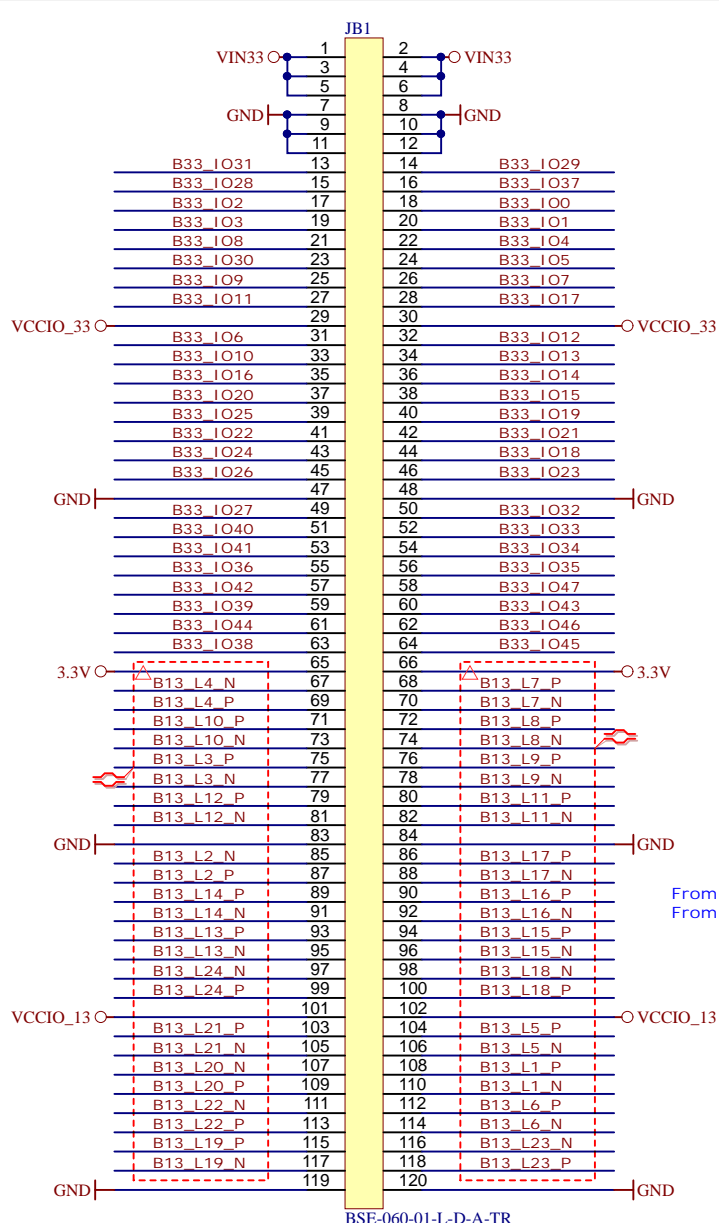 JB1
1 2
VIN33 VIN33
3 4
5 6
7 8
GND GND
9 10
11 12
B33_IO31 13 14 B33_IO29
B33_IO28 15 16 B33_IO37
B33_IO2 17 18 B33_IO0
B33_IO3 19 20 B33_IO1
B33_IO8 21 22 B33_IO4
B33_IO30 23 24 B33_IO5
B33_IO9 25 26 B33_IO7
B33_IO11 27 28 B33_IO17
VCCIO_33 29 30 VCCIO_33
B33_IO6 31 32 B33_IO12
B33_IO10 33 34 B33_IO13
B33_IO16 35 36 B33_IO14
B33_IO20 37 38 B33_IO15
B33_IO25 39 40 B33_IO19
B33_IO22 41 42 B33_IO21
B33_IO24 43 44 B33_IO18
B33_IO26 45 46 B33_IO23
GND 47 48 GND
B33_IO27 49 50 B33_IO32
B33_IO40 51 52 B33_IO33
B33_IO41 53 54 B33_IO34
B33_IO36 55 56 B33_IO35
B33_IO42 57 58 B33_IO47
B33_IO39 59 60 B33_IO43
B33_IO44 61 62 B33_IO46
B33_IO38 63 64 B33_IO45
3.3V 65 66 3.3V
B13_L4_N 67 68 B13_L7_P
B13_L4_P 69 70 B13_L7_N
B13_L10_P 71 72 B13_L8_P
B13_L10_N 73 74 B13_L8_N
B13_L3_P 75 76 B13_L9_P
B13_L3_N 77 78 B13_L9_N
B13_L12_P 79 80 B13_L11_P
B13_L12_N 81 82 B13_L11_N
GND 83 84 GND
B13_L2_N 85 86 B13_L17_P
B13_L2_P 87 88 B13_L17_N
B13_L14_P 89 90 B13_L16_P From
B13_L14_N 91 92 B13_L16_N From
B13_L13_P 93 94 B13_L15_P
B13_L13_N 95 96 B13_L15_N
B13_L24_N 97 98 B13_L18_N
B13_L24_P 99 100 B13_L18_P
VCCIO_13 101 102 VCCIO_13
B13_L21_P 103 104 B13_L5_P
B13_L21_N 105 106 B13_L5_N
B13_L20_N 107 108 B13_L1_P
B13_L20_P 109 110 B13_L1_N
B13_L22_N 111 112 B13_L6_P
B13_L22_P 113 114 B13_L6_N
B13_L19_P 115 116 B13_L23_N
B13_L19_N 117 118 B13_L23_P
GND 119 120 GND
BSE-060-01-L-D-A-TR